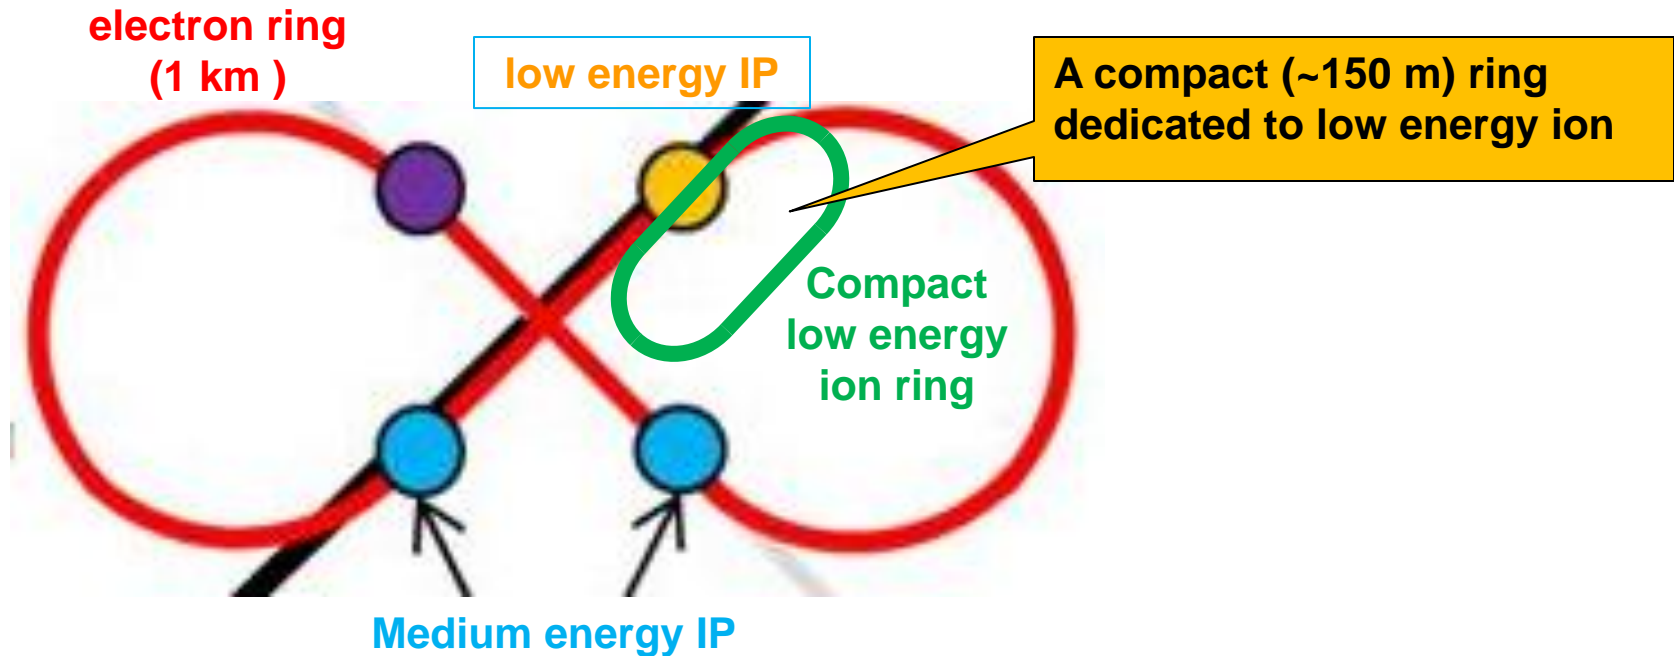 electron ring
(1 km )
low energy IP
A compact (~150 m) ring
dedicated to low energy ion
Compact
low energy
ion ring
Medium energy IP